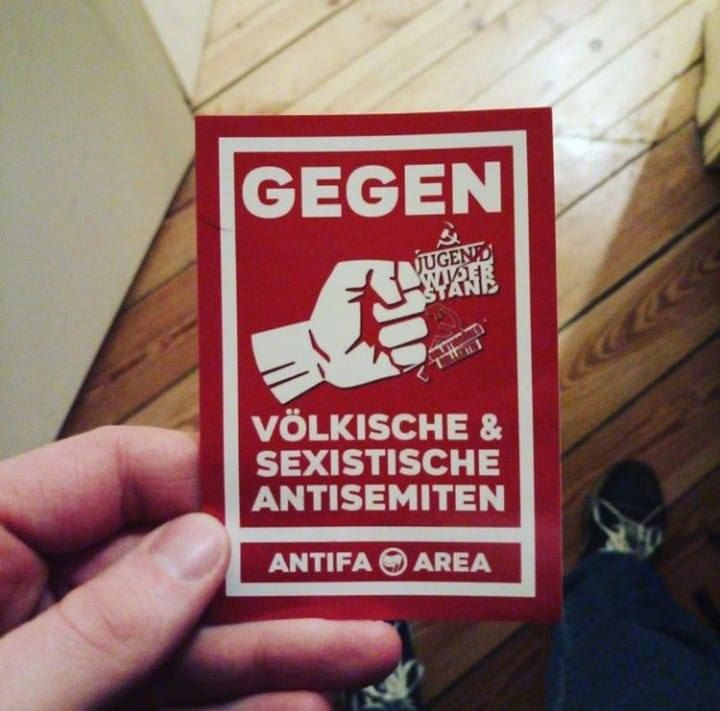 GEGEN
JUGEND
WIDER
STAND
VÖLKISCHE &
SEXISTISCHE
ANTISEMITEN
ANTIFA AREA